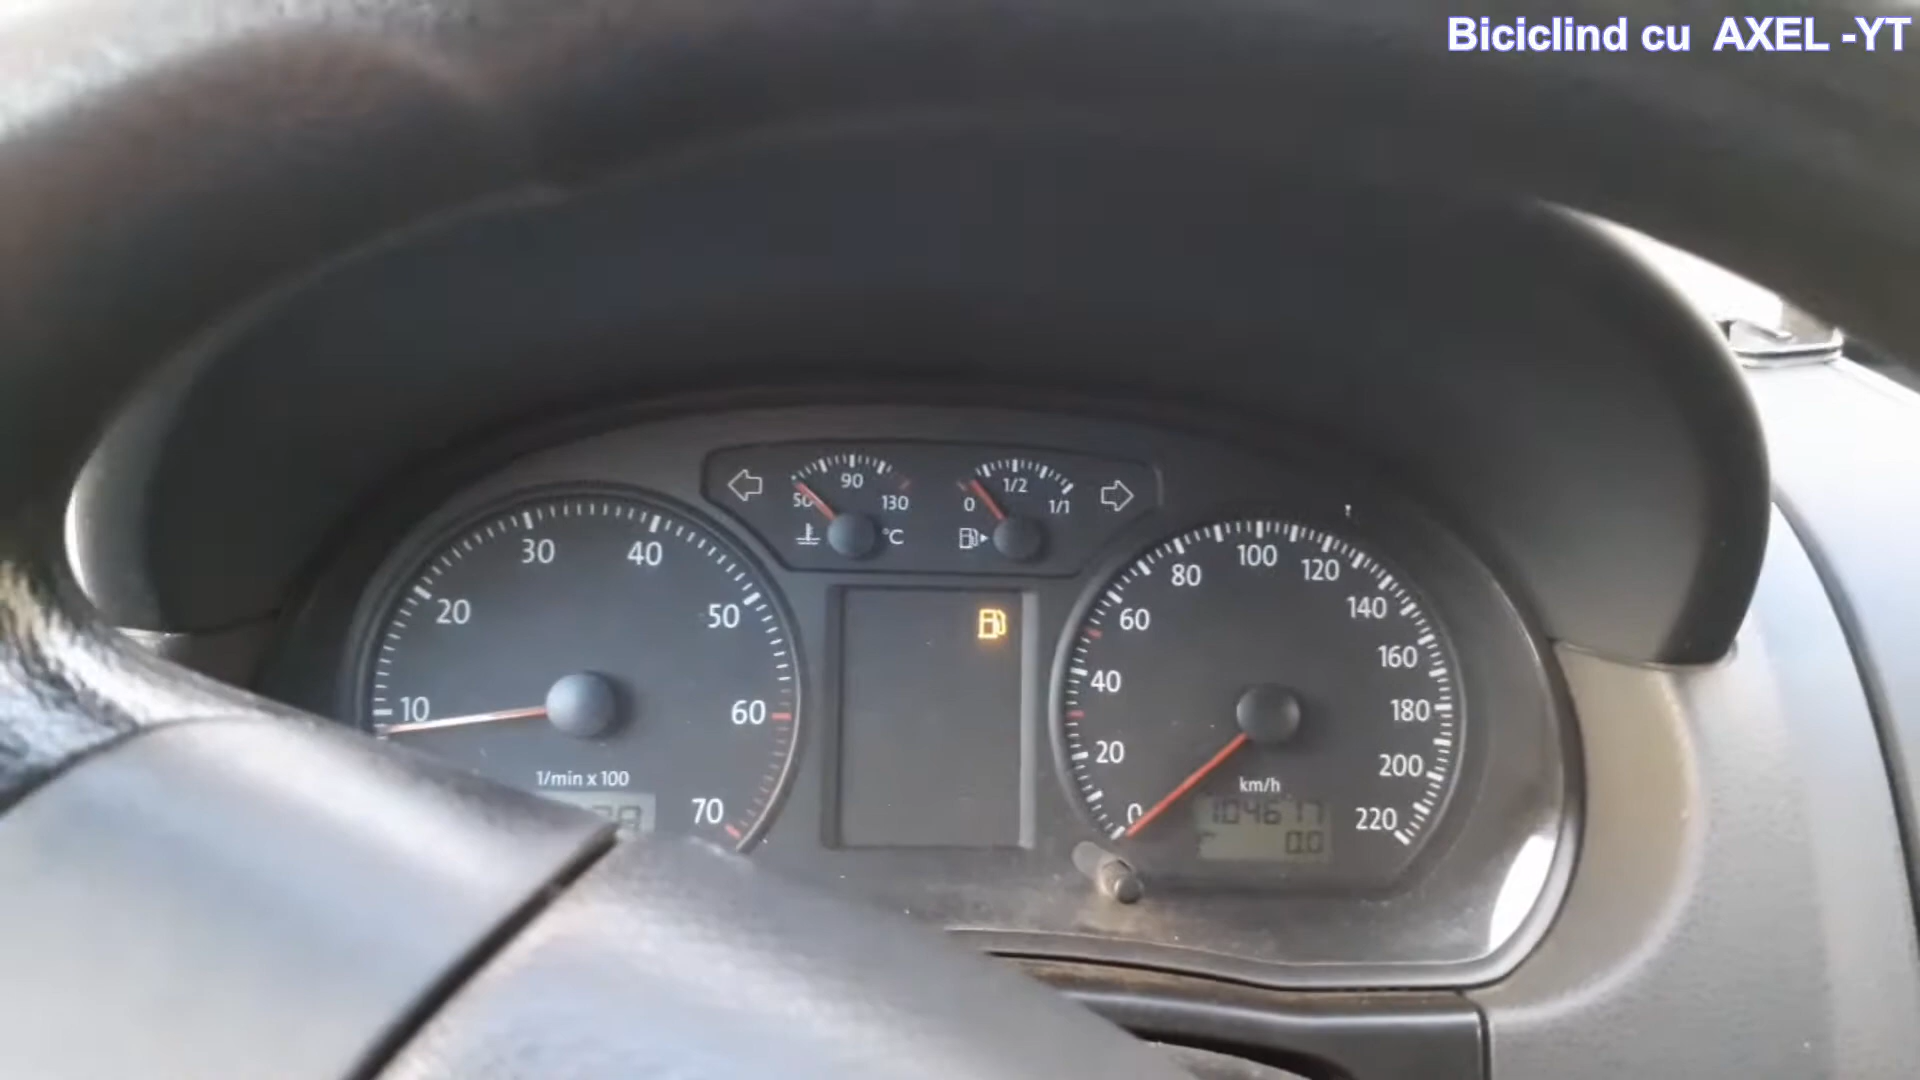 Biciclind cu AXEL -YT
50 90 130 °C
0 1/2 1/1
10 20 30 40 50 60 70
1/min x 100
0 20 40 60 80 100 120 140 160 180 200 220
km/h
104617
0.0